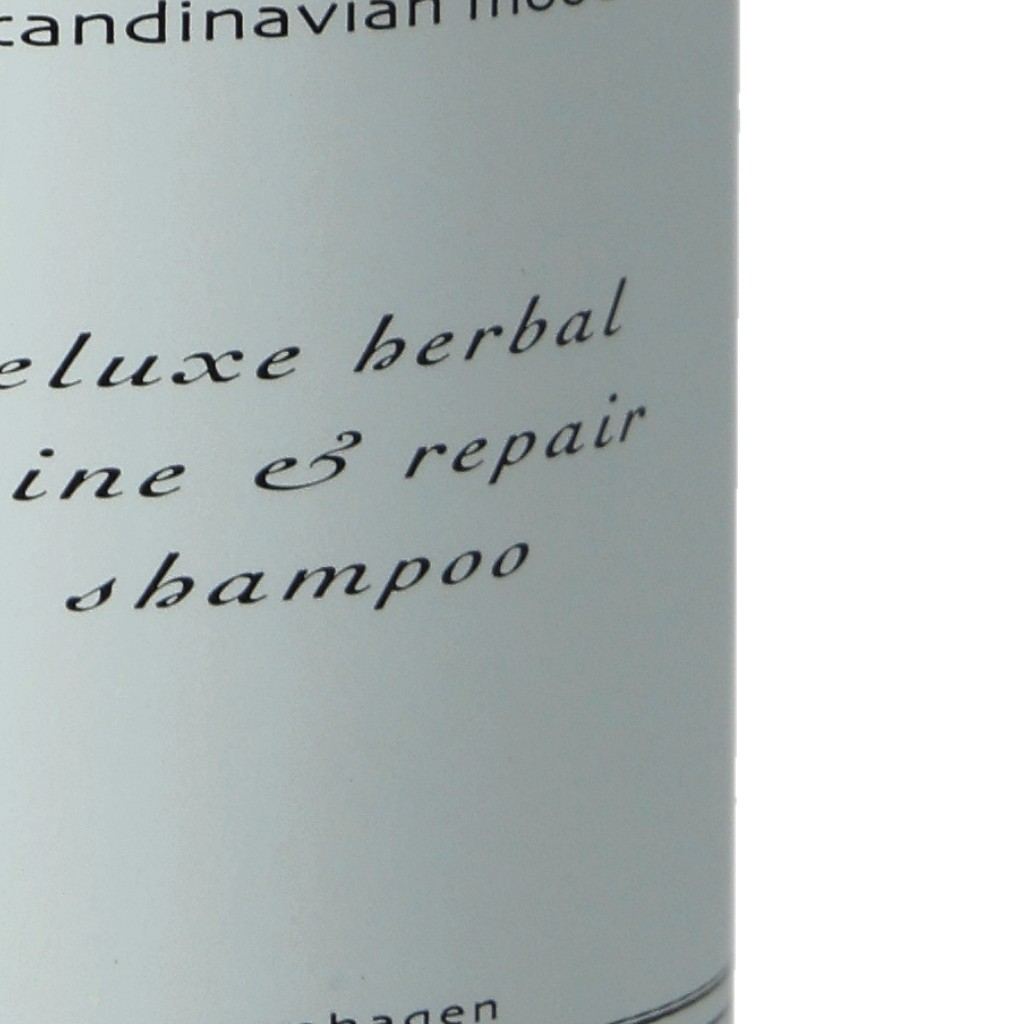 candinavian
eluxe herbal
ine & repair
shampoo
hagen